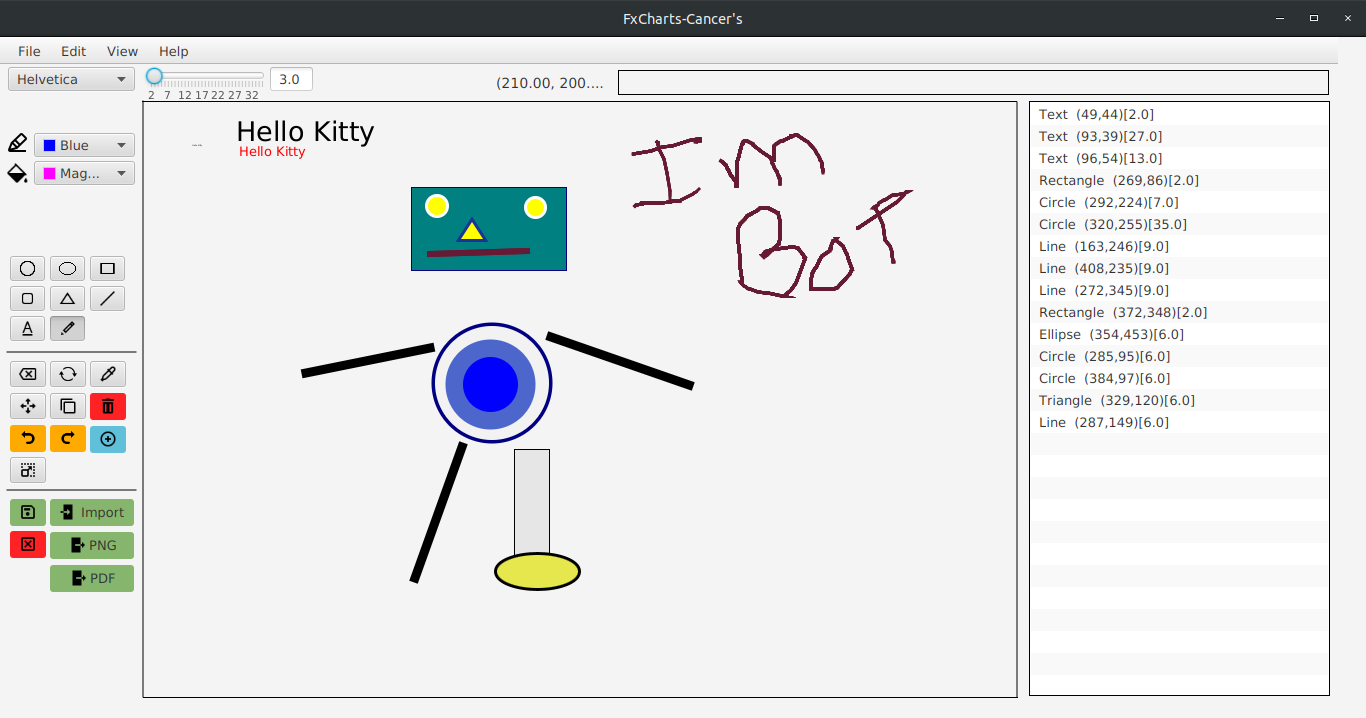 FxCharts-Cancer's
File Edit View Help
Helvetica
3.0
2 7 12 17 22 27 32
(210.00, 200....
Blue
Mag...
A
Import
PNG
PDF
Hello Kitty
Hello Kitty
Im
Bot
Text (49,44)[2.0]
Text (93,39)[27.0]
Text (96,54)[13.0]
Rectangle (269,86)[2.0]
Circle (292,224)[7.0]
Circle (320,255)[35.0]
Line (163,246)[9.0]
Line (408,235)[9.0]
Line (272,345)[9.0]
Rectangle (372,348)[2.0]
Ellipse (354,453)[6.0]
Circle (285,95)[6.0]
Circle (384,97)[6.0]
Triangle (329,120)[6.0]
Line (287,149)[6.0]